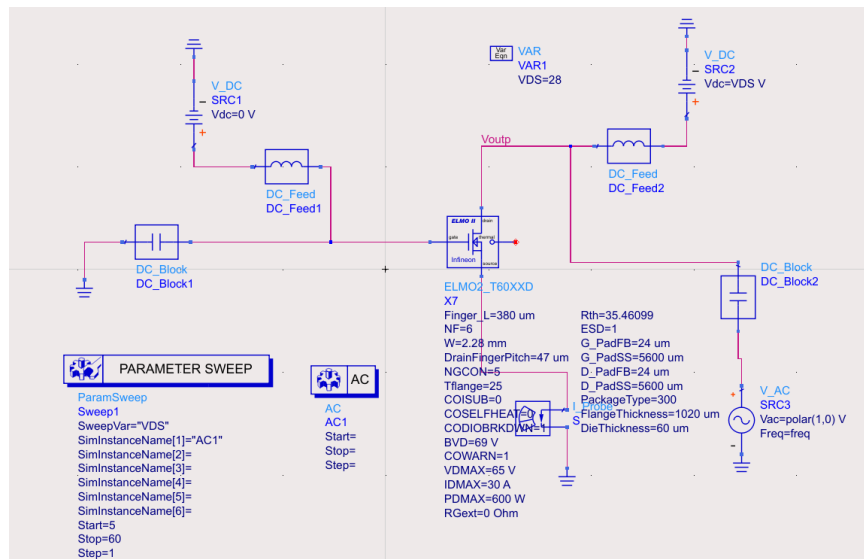 V_DC
SRC1
Vdc=0 V
Var
Eqn
VAR
VAR1
VDS=28
V_DC
SRC2
Vdc=VDS V
Voutp
DC_Feed
DC_Feed1
DC_Feed
DC_Feed2
DC_Block
DC_Block1
ELMO II
drain
gate
thermal
Infineon
source
DC_Block
DC_Block2
ELMO2_T60XXD
X7
Finger_L=380 um
NF=6
W=2.28 mm
DrainFingerPitch=47 um
NGCON=5
Tflange=25
COISUB=0
COSELFHEAT=0
CODIOBRKDWN=1
BVD=69 V
COWARN=1
VDMAX=65 V
IDMAX=30 A
PDMAX=600 W
RGext=0 Ohm
Rth=35.46099
ESD=1
G_PadFB=24 um
G_PadSS=5600 um
D_PadFB=24 um
D_PadSS=5600 um
PackageType=300
FlangeThickness=1020 um
DieThickness=60 um
I_Probe
S
V_AC
SRC3
Vac=polar(1,0) V
Freq=freq
PARAMETER SWEEP
ParamSweep
Sweep1
SweepVar="VDS"
SimInstanceName[1]="AC1"
SimInstanceName[2]=
SimInstanceName[3]=
SimInstanceName[4]=
SimInstanceName[5]=
SimInstanceName[6]=
Start=5
Stop=60
Step=1
AC
AC
AC1
Start=
Stop=
Step=